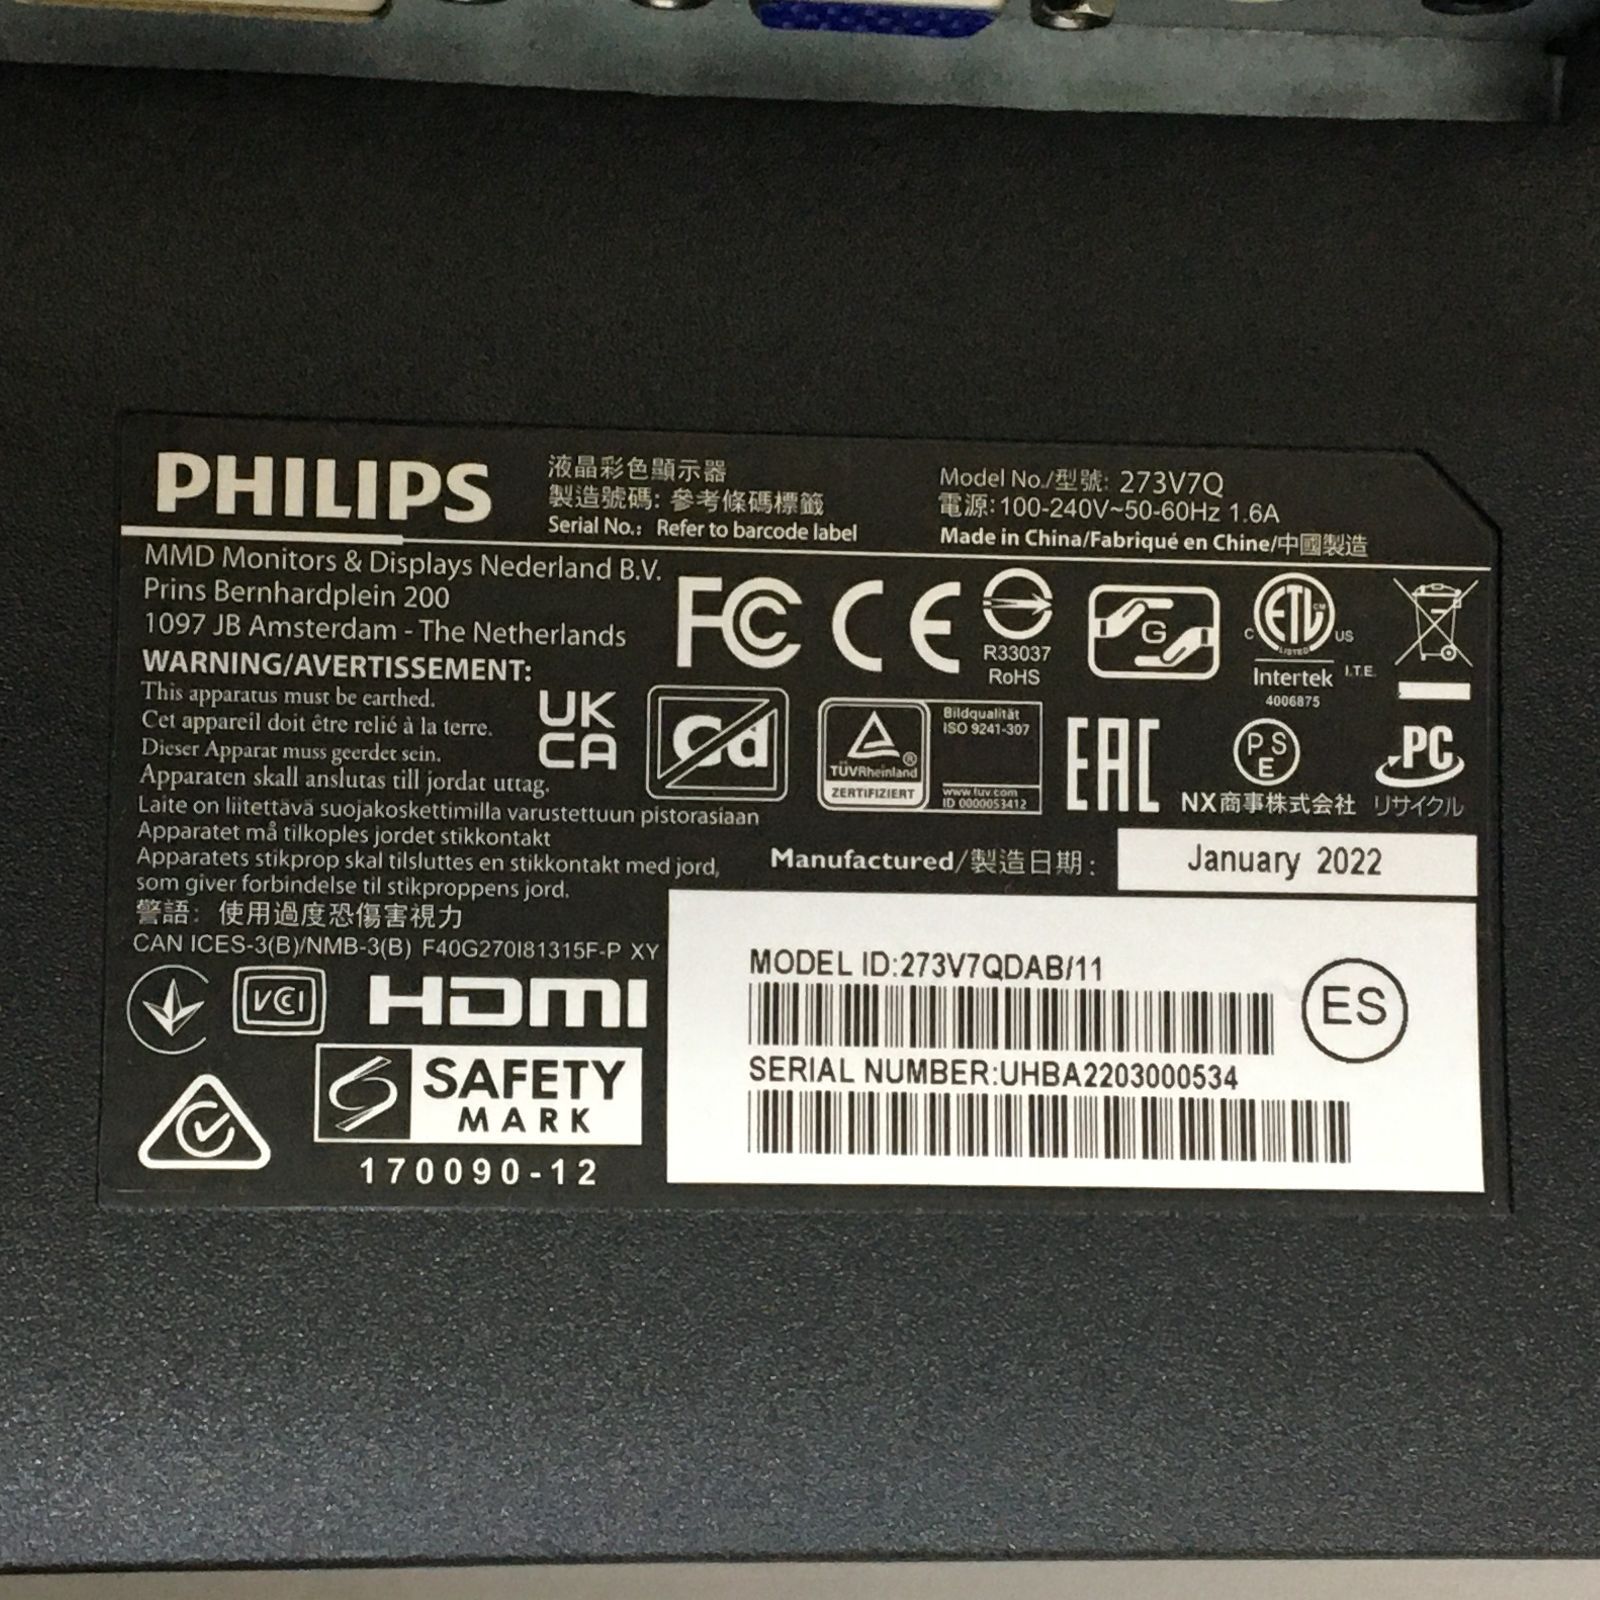 PHILIPS
液晶彩色顯示器
製造號碼: 參考條碼標籤
Serial No.: Refer to barcode label
Model No./型號: 273V7Q
電源:100-240V~50-60Hz 1.6A
Made in China/Fabriqué en Chine/中國製造
MMD Monitors & Displays Nederland B.V.
Prins Bernhardplein 200
1097 JB Amsterdam - The Netherlands
WARNING/AVERTISSEMENT:
This apparatus must be earthed.
Cet appareil doit être relié à la terre.
Dieser Apparat muss geerdet sein.
Apparaten skall anslutas till jordat uttag.
Laite on liitettävä suojakoskettimilla varustettuun pistorasiaan
Apparatet må tilkoples jordet stikkontakt
Apparatets stikprop skal tilsluttes en stikkontakt med jord,
som giver forbindelse til stikproppens jord.
警語: 使用過度恐傷害視力
CAN ICES-3(B)/NMB-3(B) F40G270I81315F-P XY
FC CE
R33037
RoHS
G
ETL CM
LISTED
C US
Intertek I.T.E.
4006875
UK
CA
Cd
TÜVRheinland ®
ZERTIFIZIERT
Bildqualität
ISO 9241-307
www.tuv.com
ID 0000053412
EAC
PSE
NX商事株式会社
PC
リサイクル
Manufactured/製造日期: January 2022
VCI
HDMI
SAFETY
MARK
170090-12
MODEL ID:273V7QDAB/11
ES
SERIAL NUMBER:UHBA2203000534